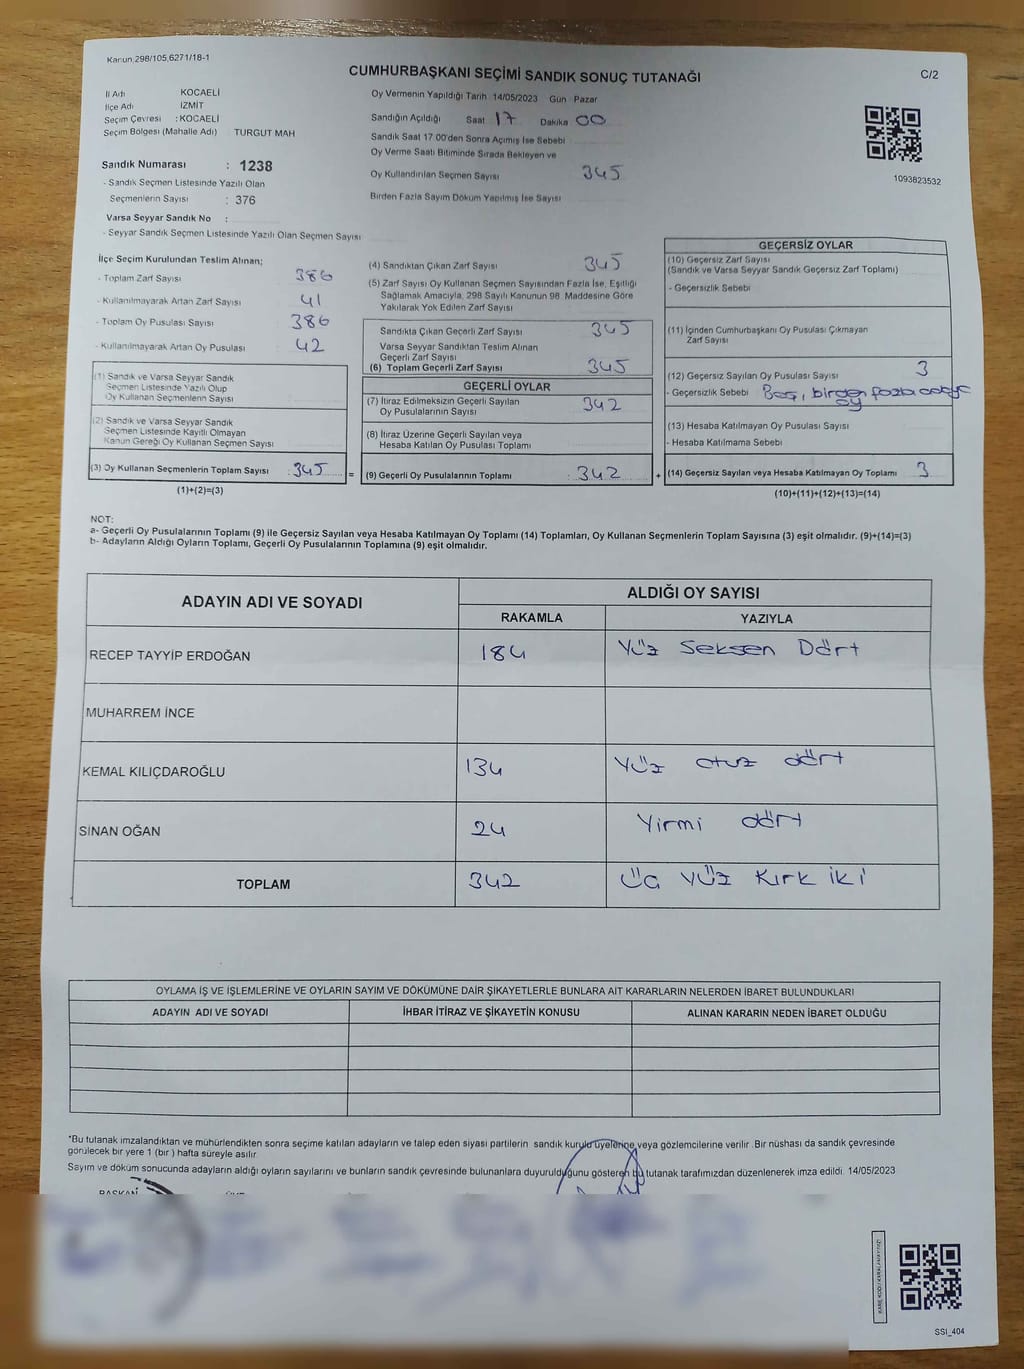 Kanun.298/105,6271/18-1
CUMHURBAŞKANI SEÇİMİ SANDIK SONUÇ TUTANAĞI
C/2
İl Adı KOCAELİ
İlçe Adı İZMİT
Seçim Çevresi : KOCAELİ
Seçim Bölgesi (Mahalle Adı) TURGUT MAH
Sandık Numarası : 1238
- Sandık Seçmen Listesinde Yazılı Olan
Seçmenlerin Sayısı : 376
Varsa Seyyar Sandık No :
- Seyyar Sandık Seçmen Listesinde Yazılı Olan Seçmen Sayısı
Oy Vermenin Yapıldığı Tarih 14/05/2023 Gün Pazar
Sandığın Açıldığı Saat 17 Dakika 00
Sandık Saat 17.00'den Sonra Açımış İse Sebebi
Oy Verme Saati Bitiminde Sırada Bekleyen ve
Oy Kullandırılan Seçmen Sayısı 345
Birden Fazla Sayım Döküm Yapılmış İse Sayısı
1093823532
İlçe Seçim Kurulundan Teslim Alınan;
- Toplam Zarf Sayısı 386
- Kullanılmayarak Artan Zarf Sayısı 41
- Toplam Oy Pusulası Sayısı 386
- Kullanılmayarak Artan Oy Pusulası 42
(1) Sandık ve Varsa Seyyar Sandık
Seçmen Listesinde Yazılı Olup
Oy Kullanan Seçmenlerin Sayısı
(2) Sandık ve Varsa Seyyar Sandık
Seçmen Listesinde Kayıtlı Olmayan
Kanun Gereği Oy Kullanan Seçmen Sayısı
(3) Oy Kullanan Seçmenlerin Toplam Sayısı : 345 =
(1)+(2)=(3)
(4) Sandıktan Çıkan Zarf Sayısı 345
(5) Zarf Sayısı Oy Kullanan Seçmen Sayısından Fazla İse, Eşitliği
Sağlamak Amacıyla, 298 Sayılı Kanunun 98. Maddesine Göre
Yakılarak Yok Edilen Zarf Sayısı
Sandıkta Çıkan Geçerli Zarf Sayısı 345
Varsa Seyyar Sandıktan Teslim Alınan
Geçerli Zarf Sayısı
(6) Toplam Geçerli Zarf Sayısı 345
GEÇERLİ OYLAR
(7) İtiraz Edilmeksizin Geçerli Sayılan
Oy Pusulalarının Sayısı 342
(8) İtiraz Üzerine Geçerli Sayılan veya
Hesaba Katılan Oy Pusulası Toplamı
(9) Geçerli Oy Pusulalarının Toplamı : 342 +
GEÇERSİZ OYLAR
(10) Geçersiz Zarf Sayısı
(Sandık ve Varsa Seyyar Sandık Geçersiz Zarf Toplamı)
- Geçersizlik Sebebi
(11) İçinden Cumhurbaşkanı Oy Pusulası Çıkmayan
Zarf Sayısı
(12) Geçersiz Sayılan Oy Pusulası Sayısı 3
- Geçersizlik Sebebi Boş, birden fazla
oy
(13) Hesaba Katılmayan Oy Pusulası Sayısı
- Hesaba Katılmama Sebebi
(14) Geçersiz Sayılan veya Hesaba Katılmayan Oy Toplamı 3
(10)+(11)+(12)+(13)=(14)
NOT:
a- Geçerli Oy Pusulalarının Toplamı (9) ile Geçersiz Sayılan veya Hesaba Katılmayan Oy Toplamı (14) Toplamları, Oy Kullanan Seçmenlerin Toplam Sayısına (3) eşit olmalıdır. (9)+(14)=(3)
b- Adayların Aldığı Oyların Toplamı, Geçerli Oy Pusulalarının Toplamına (9) eşit olmalıdır.
ADAYIN ADI VE SOYADI
ALDIĞI OY SAYISI
RAKAMLA YAZIYLA
RECEP TAYYİP ERDOĞAN 184 Yüz Seksen Dört
MUHARREM İNCE
KEMAL KILIÇDAROĞLU 134 Yüz otuz dört
SİNAN OĞAN 24 Yirmi dört
TOPLAM 342 üç yüz kırk iki
OYLAMA İŞ VE İŞLEMLERİNE VE OYLARIN SAYIM VE DÖKÜMÜNE DAİR ŞİKAYETLERLE BUNLARA AİT KARARLARIN NELERDEN İBARET BULUNDUKLARI
ADAYIN ADI VE SOYADI İHBAR İTİRAZ VE ŞİKAYETİN KONUSU ALINAN KARARIN NEDEN İBARET OLDUĞU
*Bu tutanak imzalandıktan ve mühürlendikten sonra seçime katılan adayların ve talep eden siyasi partilerin sandık kurulu üyelerine veya gözlemcilerine verilir. Bir nüshası da sandık çevresinde
görülecek bir yere 1 (bir) hafta süreyle asılır.
Sayım ve döküm sonucunda adayların aldığı oyların sayılarını ve bunların sandık çevresinde bulunanlara duyurulduğunu gösteren bu tutanak tarafımızdan düzenlenerek imza edildi. 14/05/2023
BAŞKAN
SSI_404